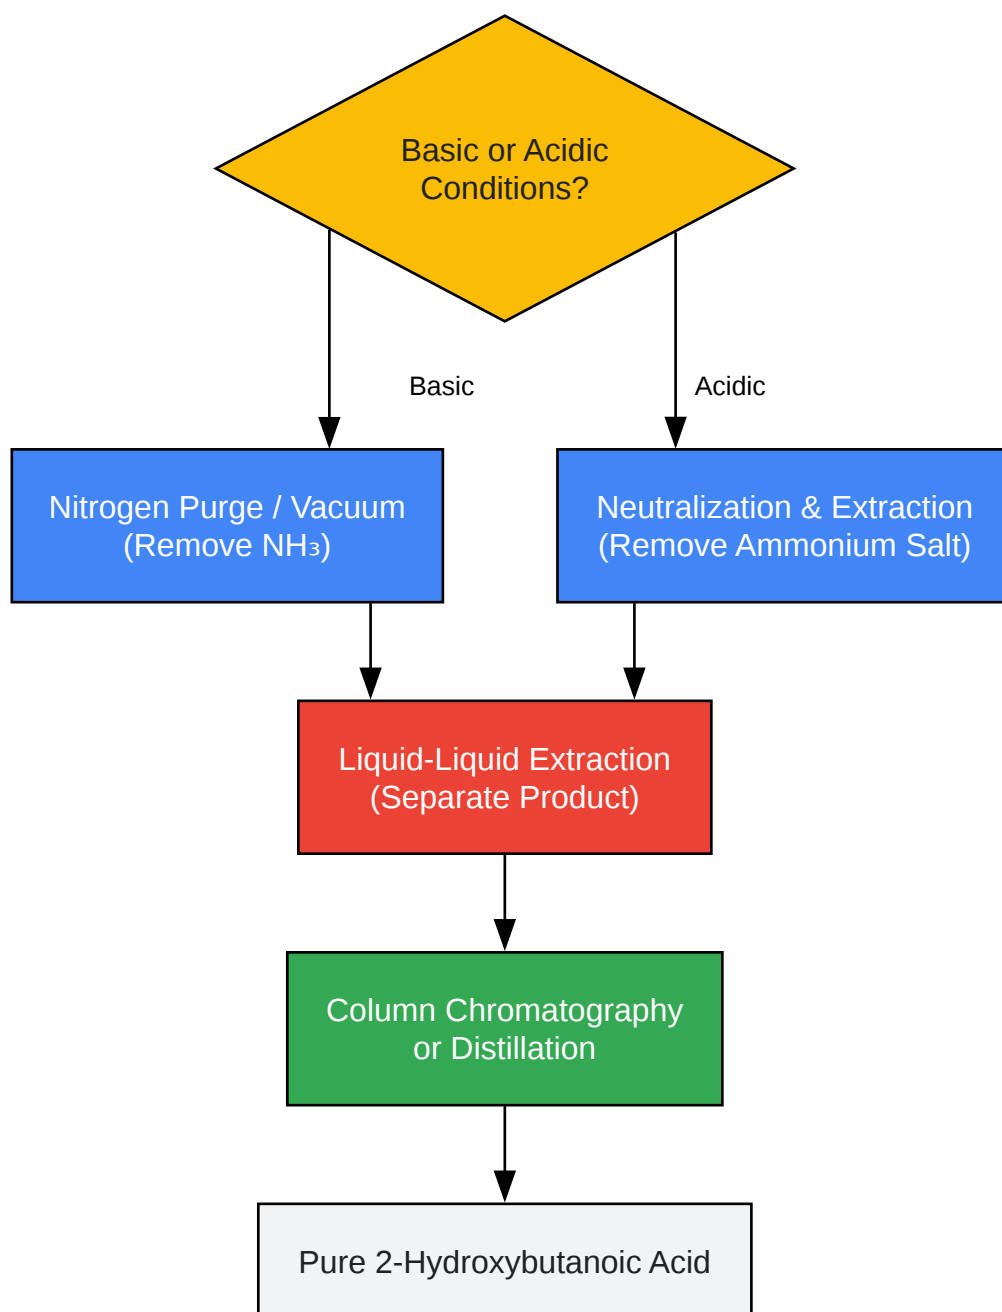 Basic or Acidic
Conditions?
Basic
Acidic
Nitrogen Purge / Vacuum
(Remove NH₃)
Neutralization & Extraction
(Remove Ammonium Salt)
Liquid-Liquid Extraction
(Separate Product)
Column Chromatography
or Distillation
Pure 2-Hydroxybutanoic Acid